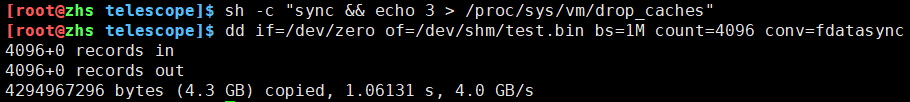 [root@zhs telescope]$ sh -c "sync && echo 3 > /proc/sys/vm/drop_caches"
[root@zhs telescope]$ dd if=/dev/zero of=/dev/shm/test.bin bs=1M count=4096 conv=fdatasync
4096+0 records in
4096+0 records out
4294967296 bytes (4.3 GB) copied, 1.06131 s, 4.0 GB/s